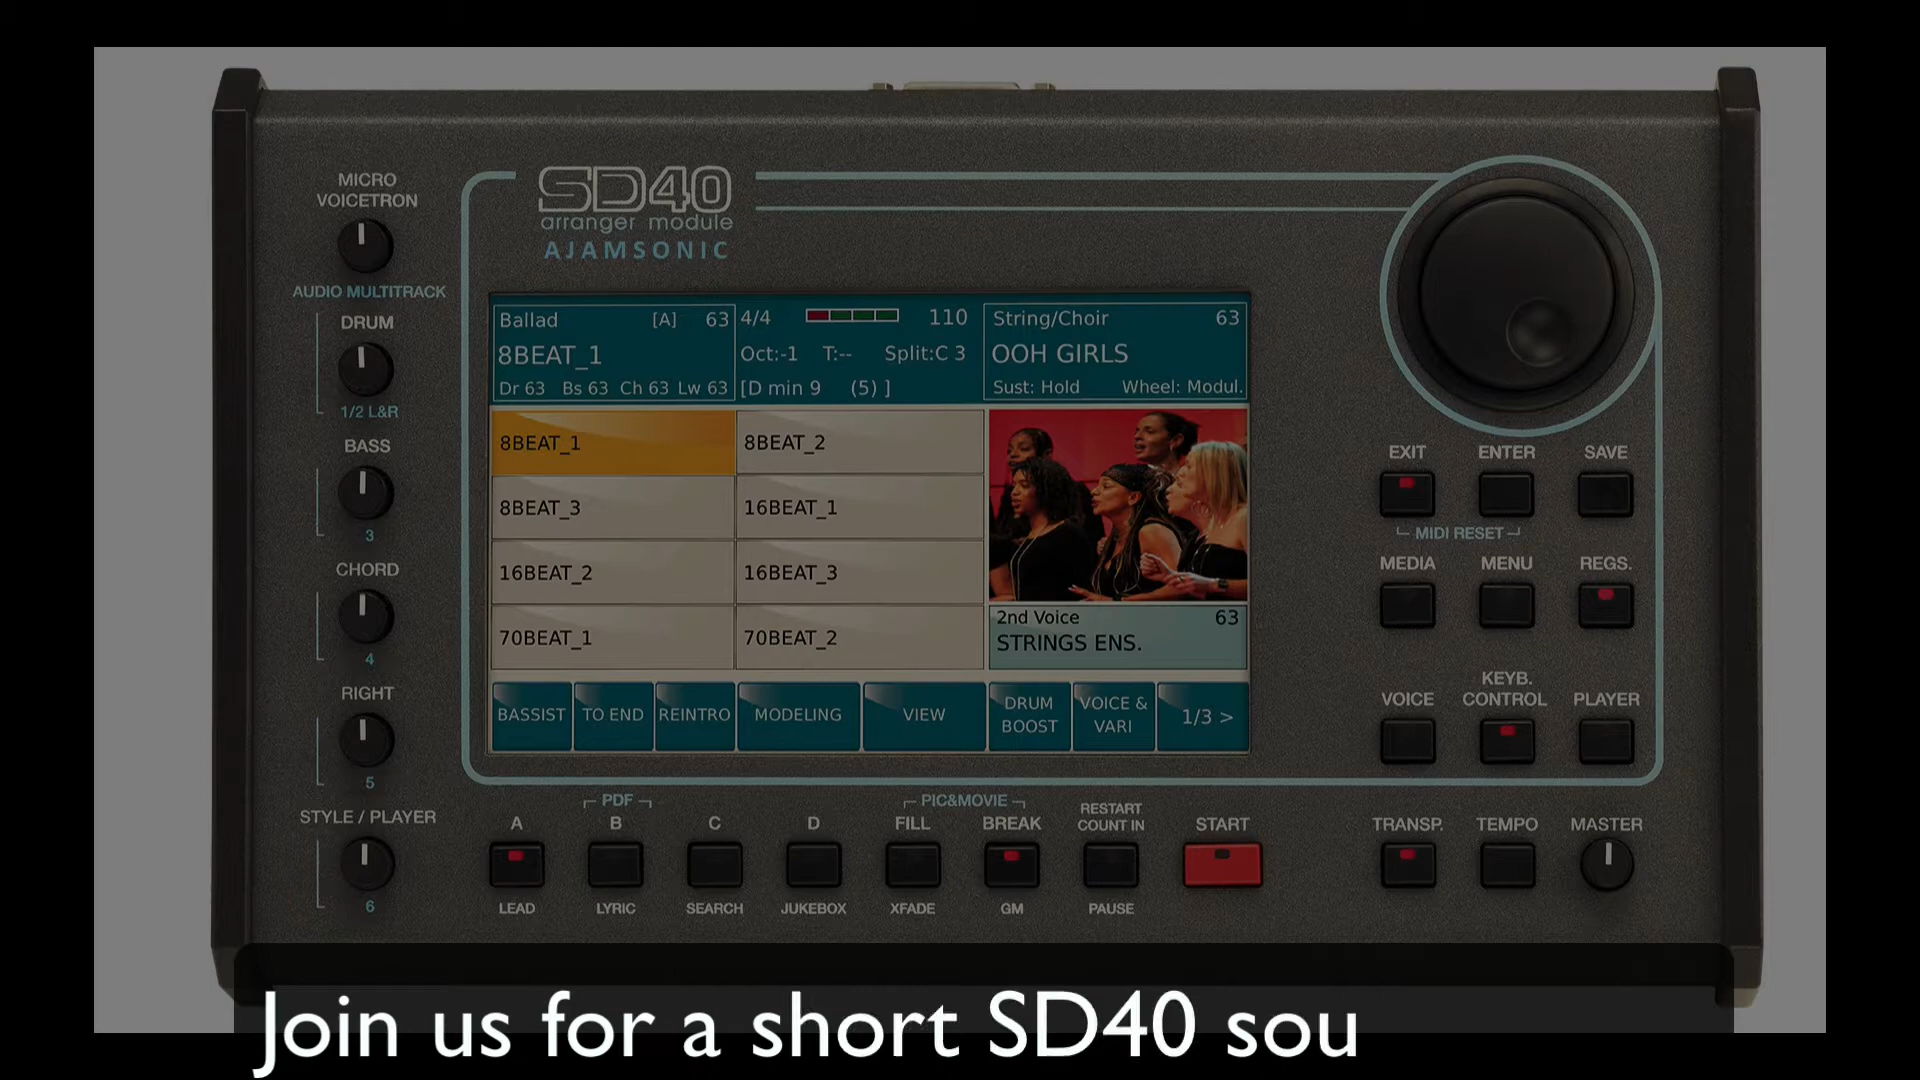 MICRO
VOICETRON
AUDIO MULTITRACK
DRUM
1/2 L&R
BASS
3
CHORD
4
RIGHT
5
STYLE / PLAYER
6
SD40
arranger module
AJAMSONIC
Ballad [A] 63
8BEAT_1
Dr 63 Bs 63 Ch 63 Lw 63
4/4 110
Oct:-1 T:-- Split:C 3
[D min 9 (5) ]
String/Choir 63
OOH GIRLS
Sust: Hold Wheel: Modul.
8BEAT_1 8BEAT_2
8BEAT_3 16BEAT_1
16BEAT_2 16BEAT_3
70BEAT_1 70BEAT_2
2nd Voice 63
STRINGS ENS.
BASSIST TO END REINTRO MODELING VIEW
DRUM
BOOST
VOICE &
VARI
1/3 >
EXIT ENTER SAVE
MIDI RESET
MEDIA MENU REGS.
VOICE
KEYB.
CONTROL
PLAYER
PDF
PIC&MOVIE
A B C D FILL BREAK
RESTART
COUNT IN
START
TRANSP. TEMPO MASTER
LEAD LYRIC SEARCH JUKEBOX XFADE GM PAUSE
Join us for a short SD40 sou